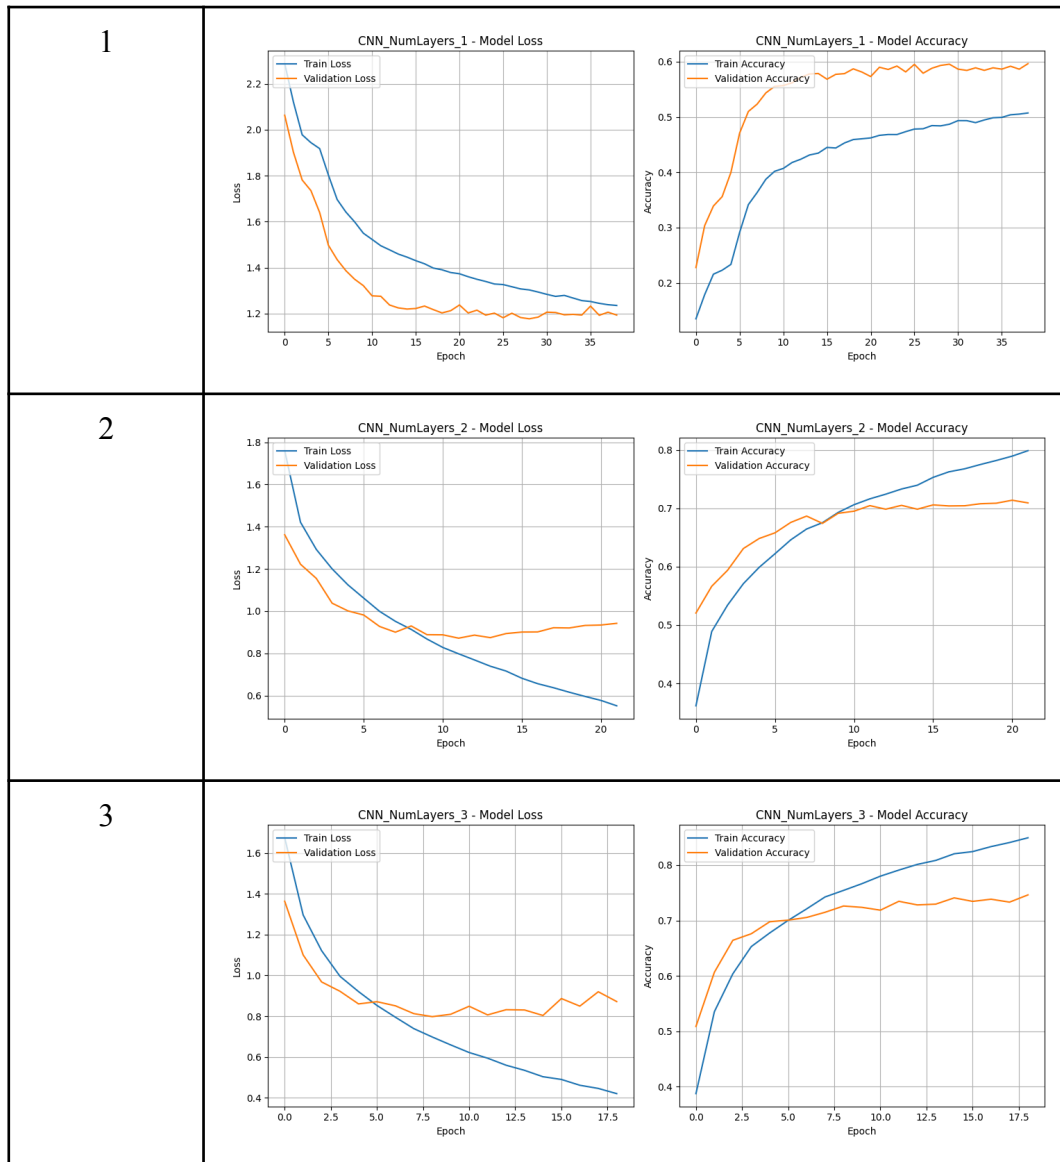 1
CNN_NumLayers_1 - Model Loss
Train Loss
Validation Loss
2.2
2.0
1.8
1.6
1.4
1.2
Loss
0 5 10 15 20 25 30 35
Epoch
CNN_NumLayers_1 - Model Accuracy
Train Accuracy
Validation Accuracy
0.6
0.5
0.4
0.3
0.2
Accuracy
0 5 10 15 20 25 30 35
Epoch
2
CNN_NumLayers_2 - Model Loss
Train Loss
Validation Loss
1.8
1.6
1.4
1.2
1.0
0.8
0.6
Loss
0 5 10 15 20
Epoch
CNN_NumLayers_2 - Model Accuracy
Train Accuracy
Validation Accuracy
0.8
0.7
0.6
0.5
0.4
Accuracy
0 5 10 15 20
Epoch
3
CNN_NumLayers_3 - Model Loss
Train Loss
Validation Loss
1.6
1.4
1.2
1.0
0.8
0.6
0.4
Loss
0.0 2.5 5.0 7.5 10.0 12.5 15.0 17.5
Epoch
CNN_NumLayers_3 - Model Accuracy
Train Accuracy
Validation Accuracy
0.8
0.7
0.6
0.5
0.4
Accuracy
0.0 2.5 5.0 7.5 10.0 12.5 15.0 17.5
Epoch